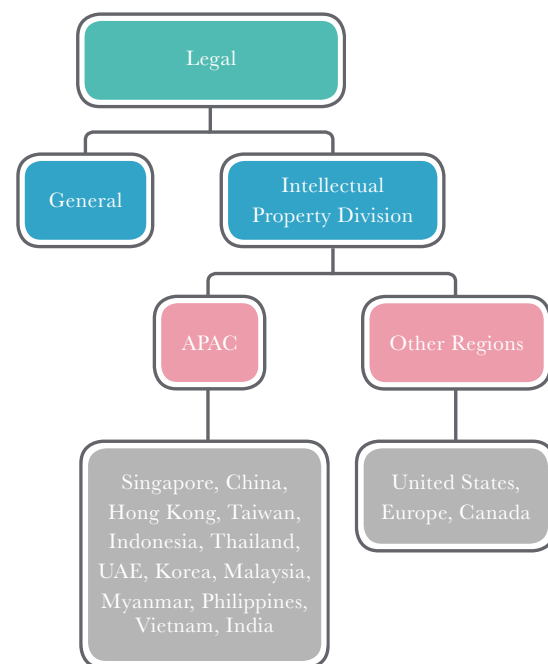 Legal
General
Intellectual
Property Division
APAC
Other Regions
Singapore, China,
Hong Kong, Taiwan,
Indonesia, Thailand,
UAE, Korea, Malaysia,
Myanmar, Philippines,
Vietnam, India
United States,
Europe, Canada